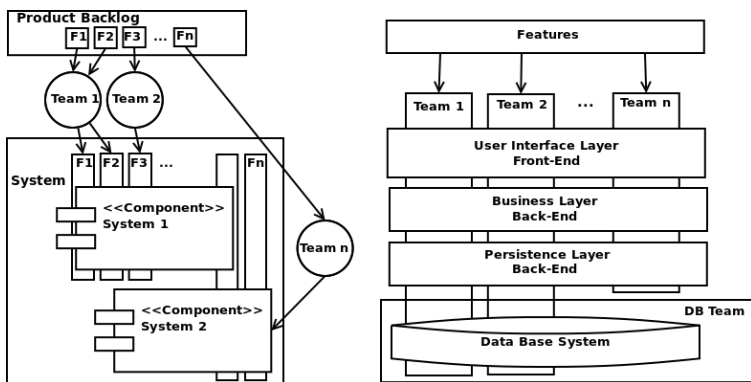 Product Backlog
F1 F2 F3 ... Fn
Team 1 Team 2
System
F1 F2 F3 ... Fn
<<Component>>
System 1
Team n
<<Component>>
System 2
Features
Team 1 Team 2 ... Team n
User Interface Layer
Front-End
Business Layer
Back-End
Persistence Layer
Back-End
DB Team
Data Base System